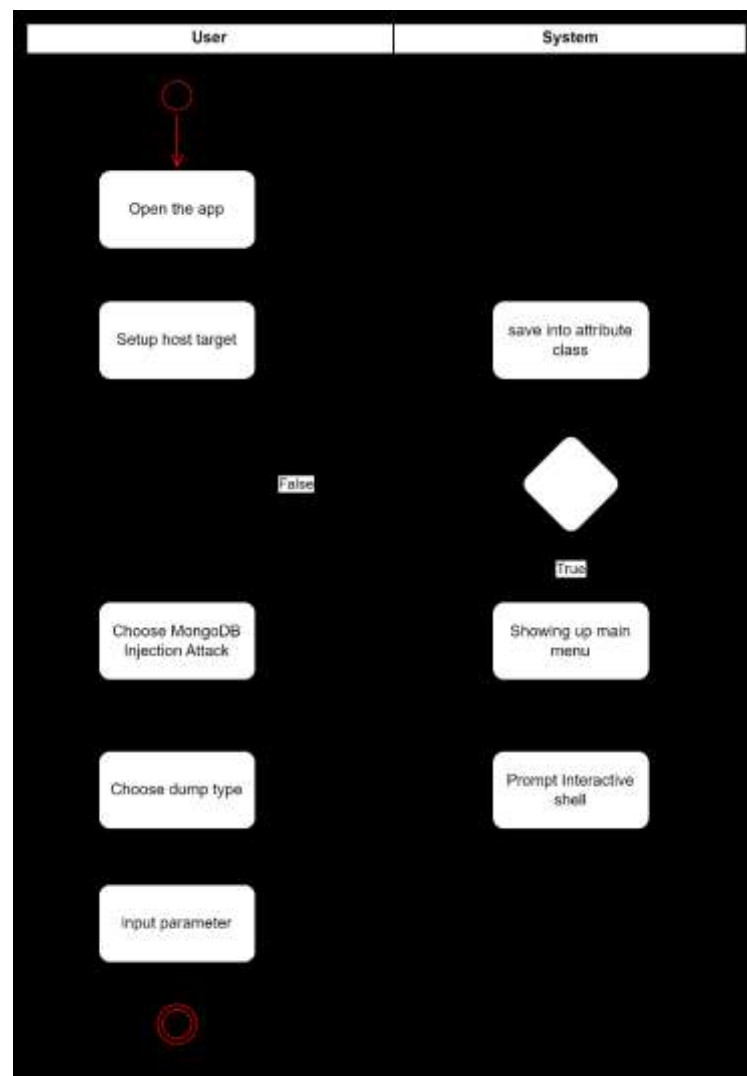 User
System
Open the app
Setup host target
save into attribute
class
False
True
Choose MongoDB
Injection Attack
Showing up main
menu
Choose dump type
Prompt Interactive
shell
Input parameter